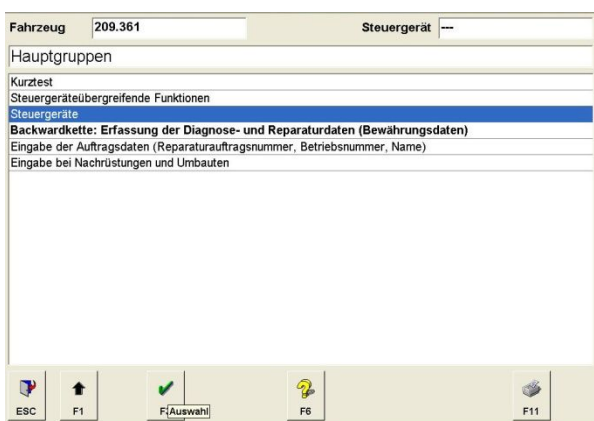 Fahrzeug 209.361 Steuergerät ---
Hauptgruppen
Kurztest
Steuergeräteübergreifende Funktionen
Steuergeräte
Backwardkette: Erfassung der Diagnose- und Reparaturdaten (Bewährungsdaten)
Eingabe der Auftragsdaten (Reparaturauftragsnummer, Betriebsnummer, Name)
Eingabe bei Nachrüstungen und Umbauten
ESC F1 Auswahl F6 F11